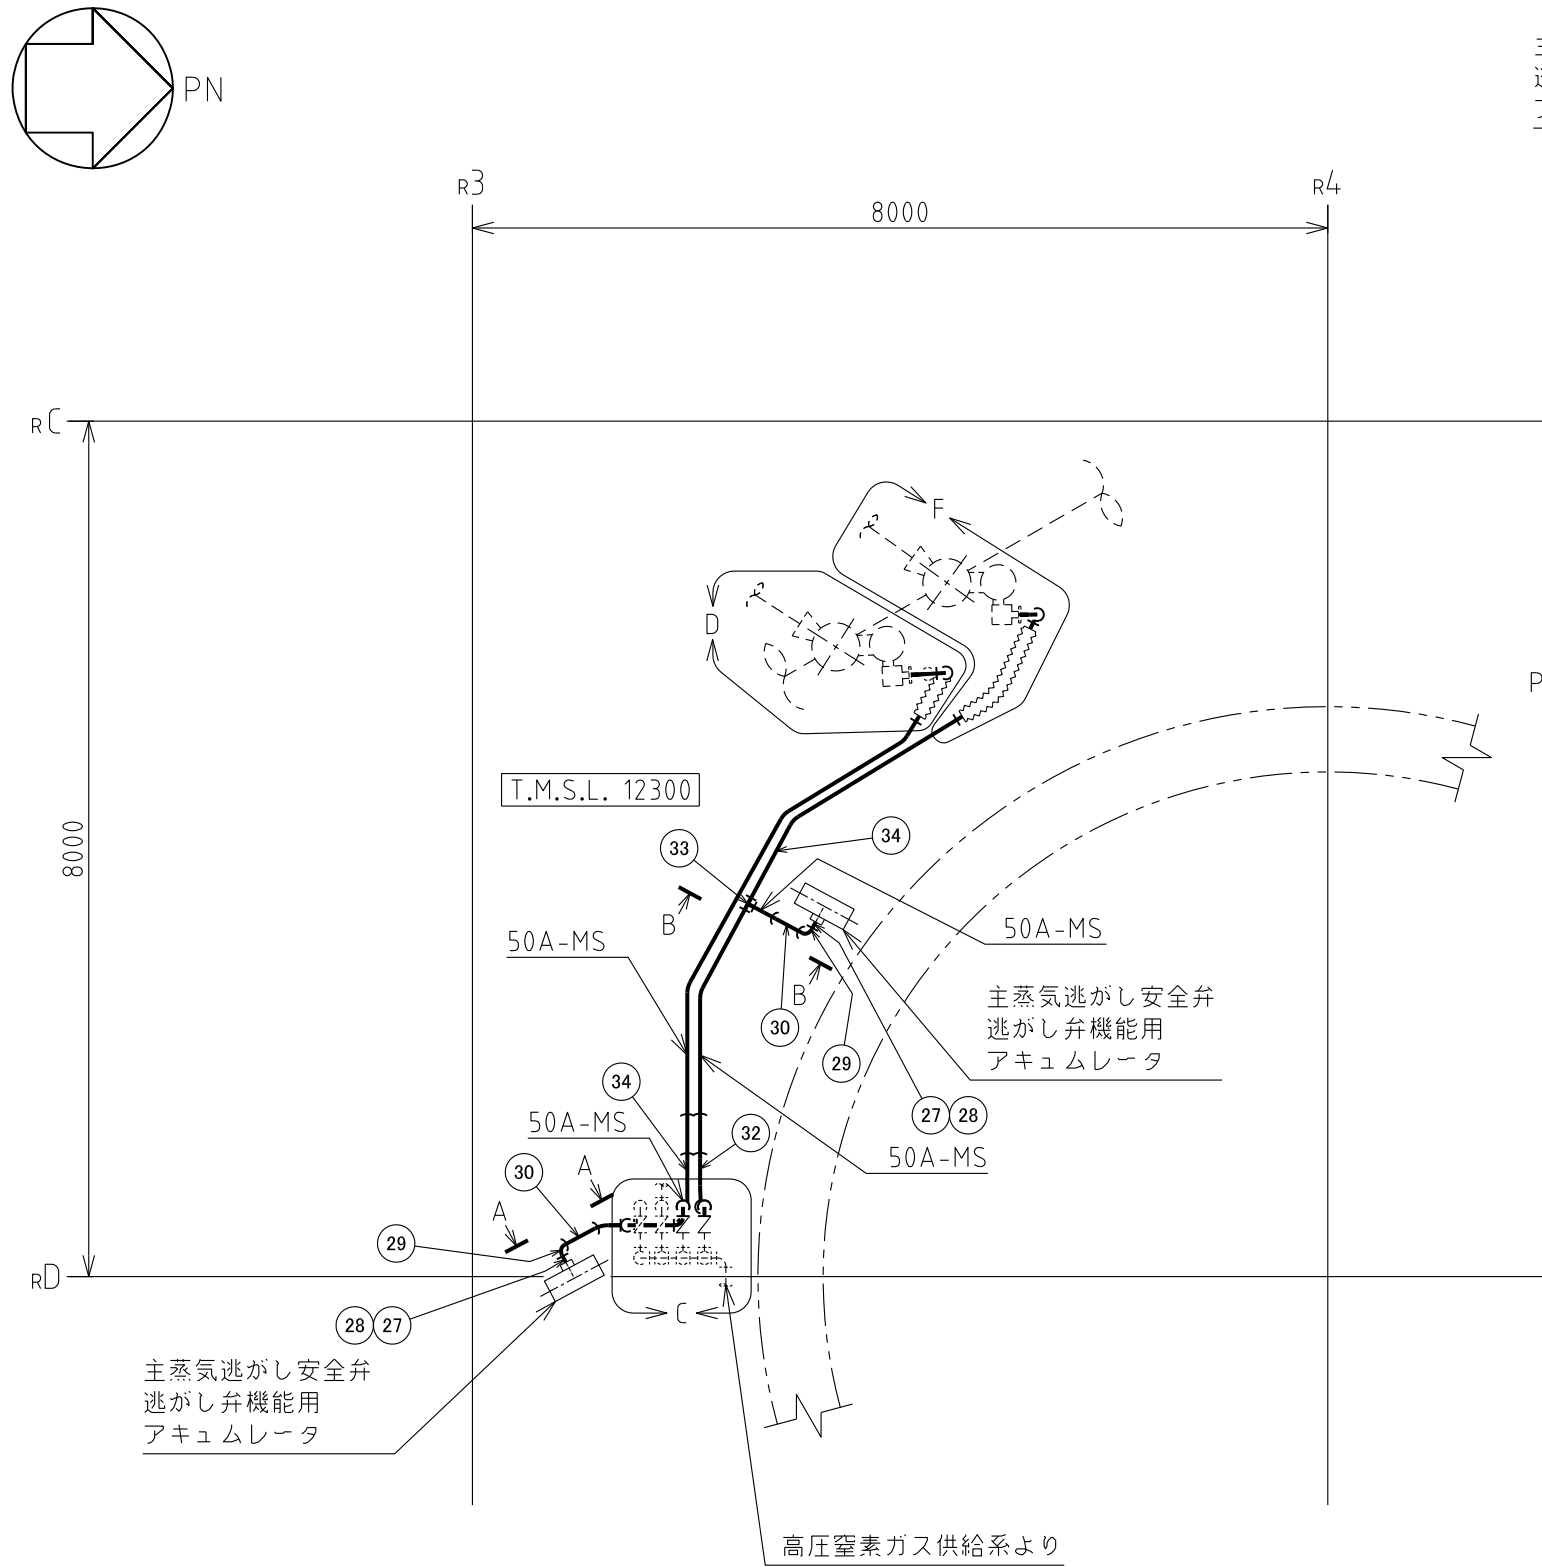 PN
R3
R4
8000
RC
F
D
T.M.S.L. 12300
8000
33
34
B
50A-MS
50A-MS
B
30
29
主蒸気逃がし安全弁
逃がし弁機能用
アキュムレータ
34
27 28
50A-MS
32
50A-MS
30
A
A
29
RD
C
28 27
主蒸気逃がし安全弁
逃がし弁機能用
アキュムレータ
高圧窒素ガス供給系より